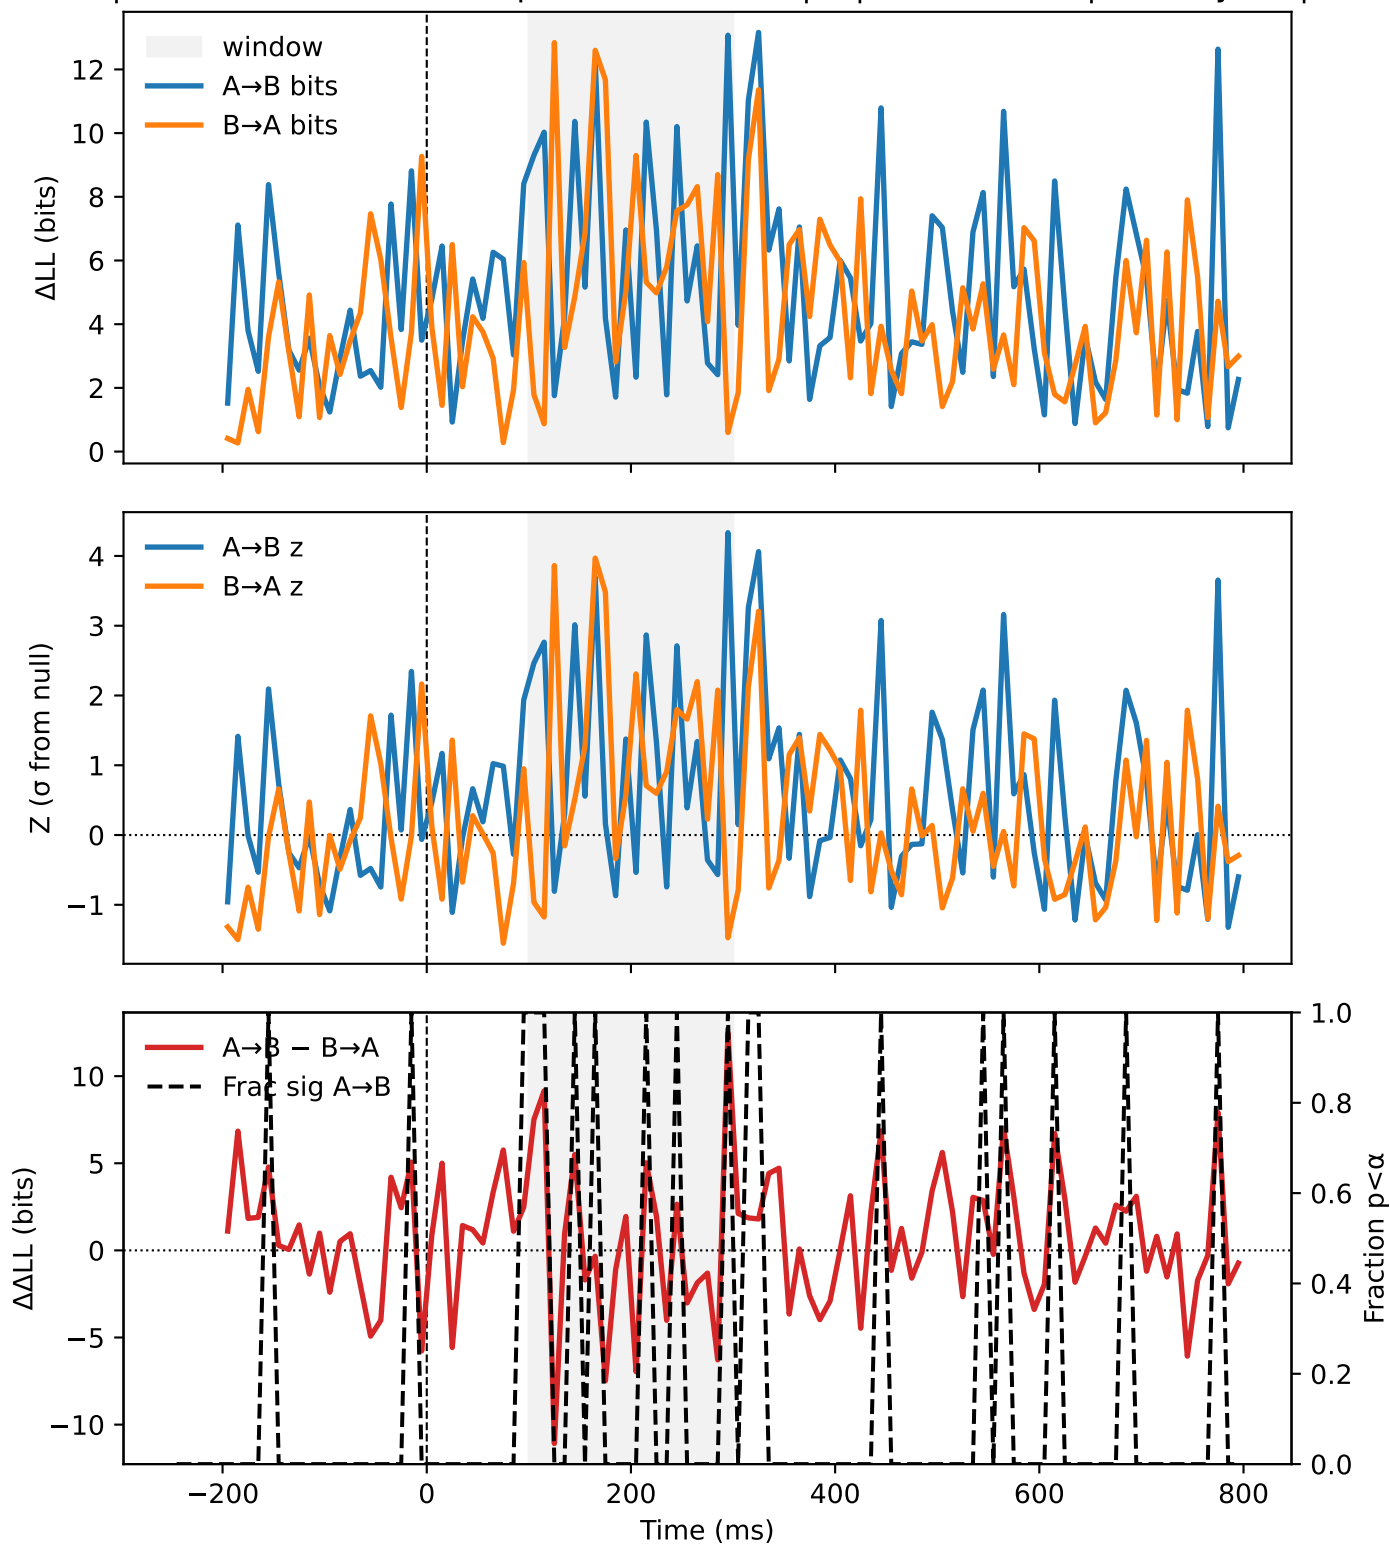 window
A→B bits
B→A bits
ΔLL (bits)
12
10
8
6
4
2
0
A→B z
B→A z
Z (σ from null)
4
3
2
1
0
−1
A→B − B→A
Frac sig A→B
ΔΔLL (bits)
10
5
0
−5
−10
1.0
0.8
0.6
0.4
0.2
0.0
Fraction p<α
−200
0
200
400
600
800
Time (ms)